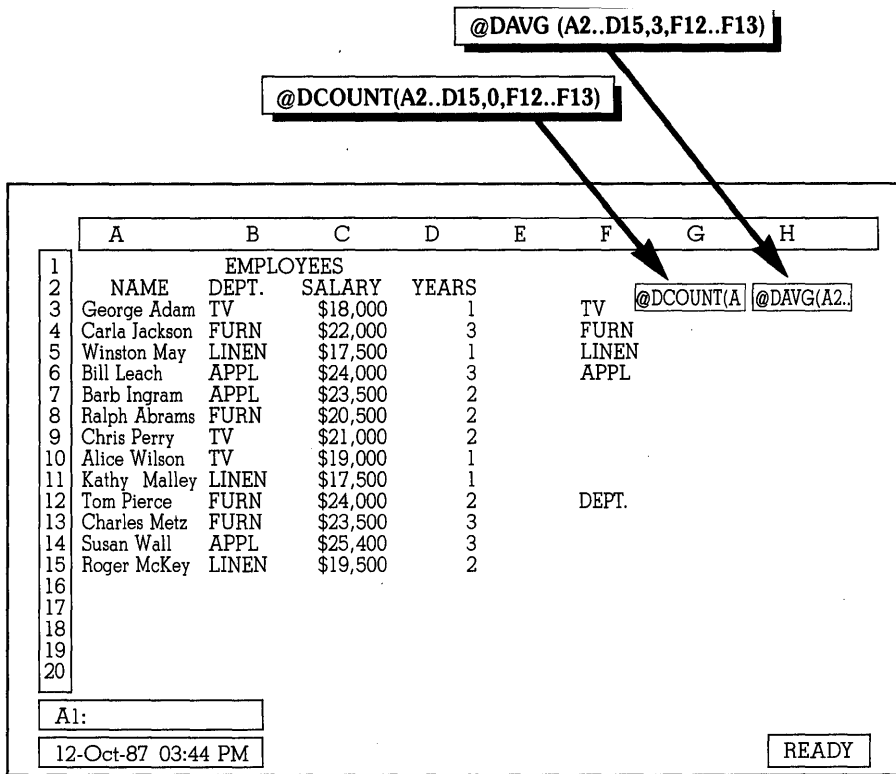 @DAVG (A2..D15,3,F12..F13)
@DCOUNT(A2..D15,0,F12..F13)
A B C D E F G H
1 EMPLOYEES
2 NAME DEPT. SALARY YEARS @DCOUNT(A @DAVG(A2..
3 George Adam TV $18,000 1 TV
4 Carla Jackson FURN $22,000 3 FURN
5 Winston May LINEN $17,500 1 LINEN
6 Bill Leach APPL $24,000 3 APPL
7 Barb Ingram APPL $23,500 2
8 Ralph Abrams FURN $20,500 2
9 Chris Perry TV $21,000 2
10 Alice Wilson TV $19,000 1
11 Kathy Malley LINEN $17,500 1
12 Tom Pierce FURN $24,000 2 DEPT.
13 Charles Metz FURN $23,500 3
14 Susan Wall APPL $25,400 3
15 Roger McKey LINEN $19,500 2
16
17
18
19
20
A1:
12-Oct-87 03:44 PM READY